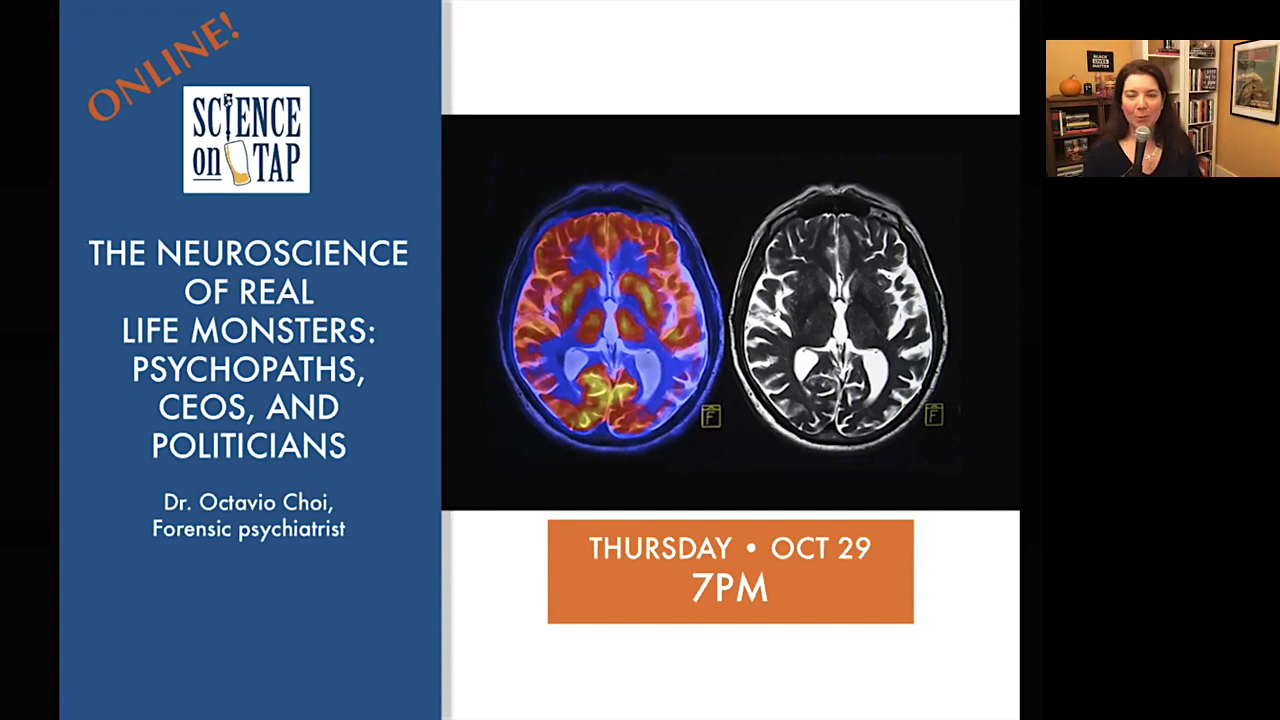 ONLINE!
SCIENCE
on TAP
THE NEUROSCIENCE
OF REAL
LIFE MONSTERS:
PSYCHOPATHS,
CEOS, AND
POLITICIANS
Dr. Octavio Choi,
Forensic psychiatrist
F
F
THURSDAY • OCT 29
7PM
BLACK
LIVES
MATTER